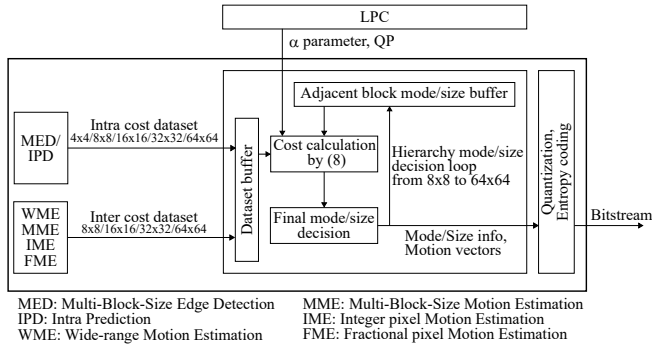 LPC
α parameter, QP
Adjacent block mode/size buffer
MED/
IPD
Intra cost dataset
4x4/8x8/16x16/32x32/64x64
Dataset buffer
Cost calculation
by (8)
Hierarchy mode/size
decision loop
from 8x8 to 64x64
Quantization,
Entropy coding
WME
MME
IME
FME
Inter cost dataset
8x8/16x16/32x32/64x64
Final mode/size
decision
Mode/Size info,
Motion vectors
Bitstream
MED: Multi-Block-Size Edge Detection
IPD: Intra Prediction
WME: Wide-range Motion Estimation
MME: Multi-Block-Size Motion Estimation
IME: Integer pixel Motion Estimation
FME: Fractional pixel Motion Estimation